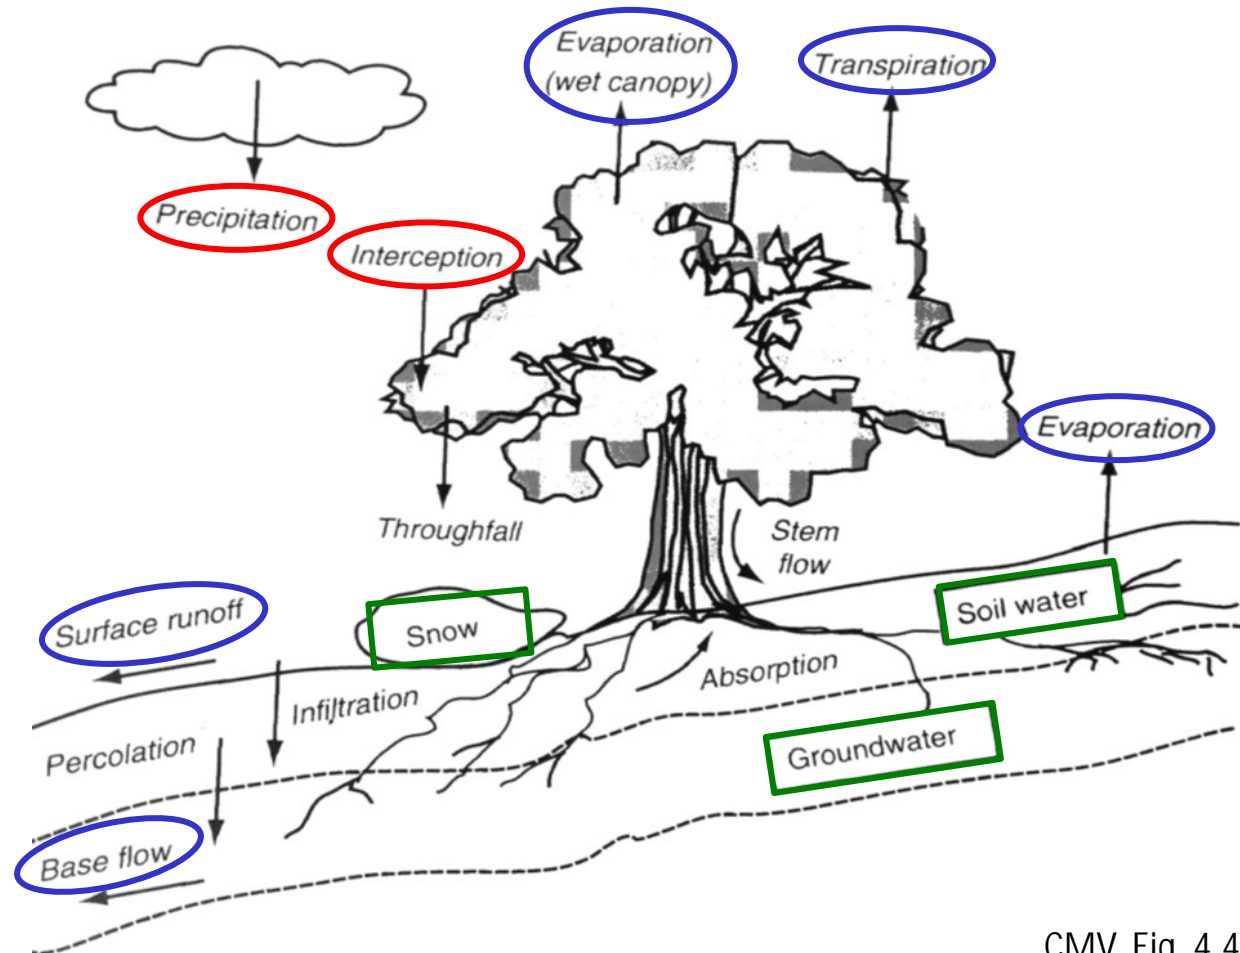 Evaporation
(wet canopy)
Transpiration
Precipitation
Interception
Evaporation
Throughfall
Stem
flow
Surface runoff
Snow
Soil water
Absorption
Infiltration
Percolation
Groundwater
Base flow
CMV Fig. 4.4